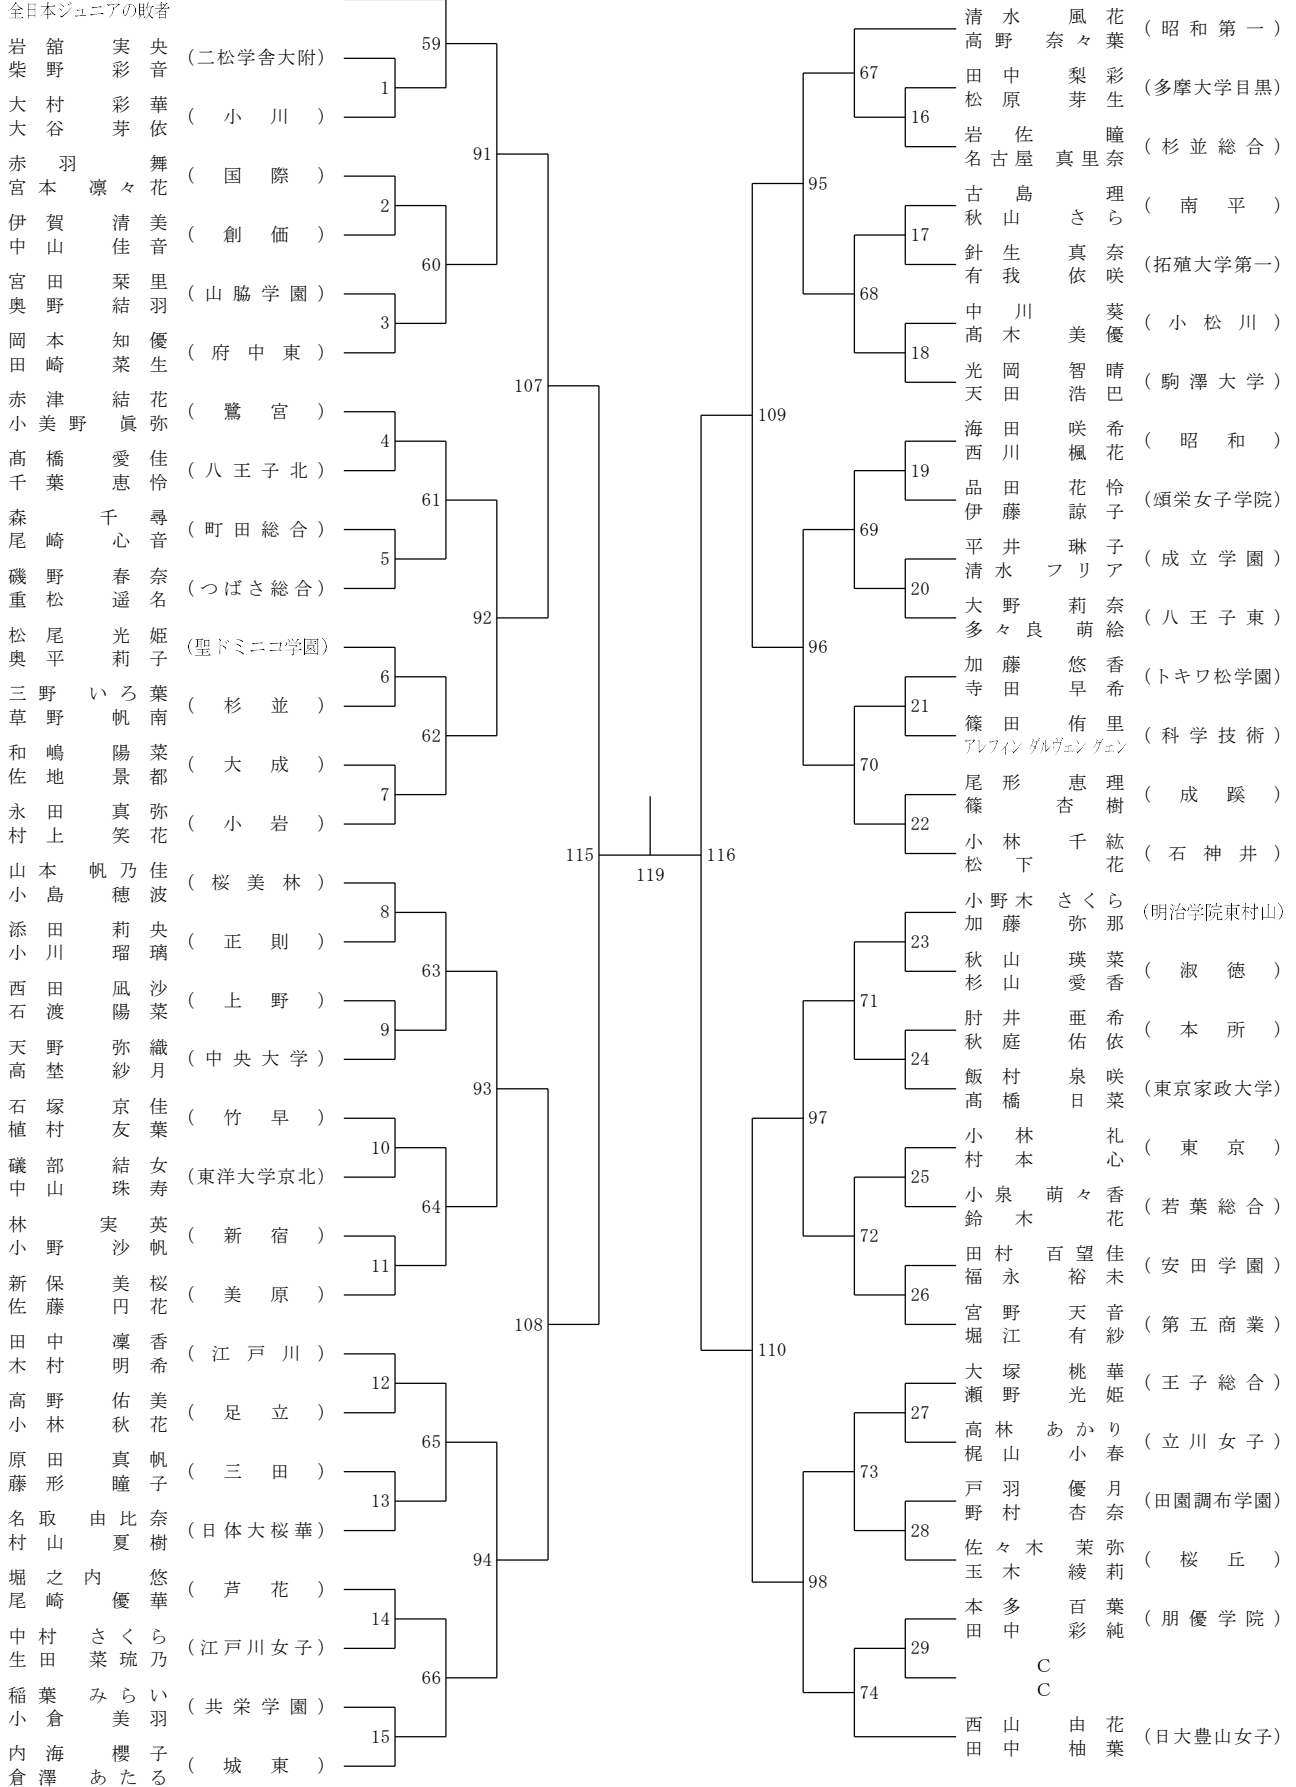 全日本ジュニアの敗者
岩舘 実央
柴野 彩音
(二松学舎大附)
大村 彩華
大谷 芽依
(小川)
赤羽 舞
宮本 凛々花
(国際)
伊賀 清美
中山 佳音
(創価)
宮田 栞里
奥野 結羽
(山脇学園)
岡本 知優
田崎 菜生
(府中東)
赤津 結花
小美野 眞弥
(鷺宮)
髙橋 愛佳
千葉 恵怜
(八王子北)
森 千尋
尾崎 心音
(町田総合)
磯野 春奈
重松 遥名
(つばさ総合)
松尾 光姫
奥平 莉子
(聖ドミニコ学園)
三野 いろ葉
草野 帆南
(杉並)
和嶋 陽菜
佐地 景都
(大成)
永田 真弥
村上 笑花
(小岩)
山本 帆乃佳
小島 穂波
(桜美林)
添田 莉央
小川 瑠璃
(正則)
西田 凪沙
石渡 陽菜
(上野)
天野 弥織
高埜 紗月
(中央大学)
石塚 京佳
植村 友葉
(竹早)
礒部 結女
中山 珠寿
(東洋大学京北)
林 実英
小野 沙帆
(新宿)
新保 美桜
佐藤 円花
(美原)
田中 凜香
木村 明希
(江戸川)
高野 佑美
小林 秋花
(足立)
原田 真帆
藤形 瞳子
(三田)
名取 由比奈
村山 夏樹
(日体大桜華)
堀之内 悠
尾崎 優華
(芦花)
中村 さくら
生田 菜琉乃
(江戸川女子)
稲葉 みらい
小倉 美羽
(共栄学園)
内海 櫻子
倉澤 あたる
(城東)
1
2
3
4
5
6
7
8
9
10
11
12
13
14
15
59
60
61
62
63
64
65
66
91
92
93
94
107
108
115
119
116
109
110
95
96
97
98
67
68
69
70
71
72
73
74
16
17
18
19
20
21
22
23
24
25
26
27
28
29
清水 風花
高野 奈々葉
(昭和第一)
田中 梨彩
松原 芽生
(多摩大学目黒)
岩佐 瞳
名古屋 真里奈
(杉並総合)
古島 理
秋山 さら
(南平)
針生 真奈
有我 依咲
(拓殖大学第一)
中川 葵
髙木 美優
(小松川)
光岡 智晴
天田 浩巴
(駒澤大学)
海田 咲希
西川 楓花
(昭和)
品田 花怜
伊藤 諒子
(頌栄女子学院)
平井 琳子
清水 フリア
(成立学園)
大野 莉奈
多々良 萌絵
(八王子東)
加藤 悠香
寺田 早希
(トキワ松学園)
篠田 侑里
アレフィン ダルヴェン グェン
(科学技術)
尾形 恵理
篠 杏樹
(成蹊)
小林 千紘
松下 花
(石神井)
小野木 さくら
加藤 弥那
(明治学院東村山)
秋山 瑛菜
杉山 愛香
(淑徳)
肘井 亜希
秋庭 佑依
(本所)
飯村 泉咲
髙橋 日菜
(東京家政大学)
小林 礼
村本 心
(東京)
小泉 萌々香
鈴木 花
(若葉総合)
田村 百望佳
福永 裕未
(安田学園)
宮野 天音
堀江 有紗
(第五商業)
大塚 桃華
瀬野 光姫
(王子総合)
高林 あかり
梶山 小春
(立川女子)
戸羽 優月
野村 杏奈
(田園調布学園)
佐々木 茉弥
玉木 綾莉
(桜丘)
本多 百葉
田中 彩純
(朋優学院)
C
C
西山 由花
田中 柚葉
(日大豊山女子)